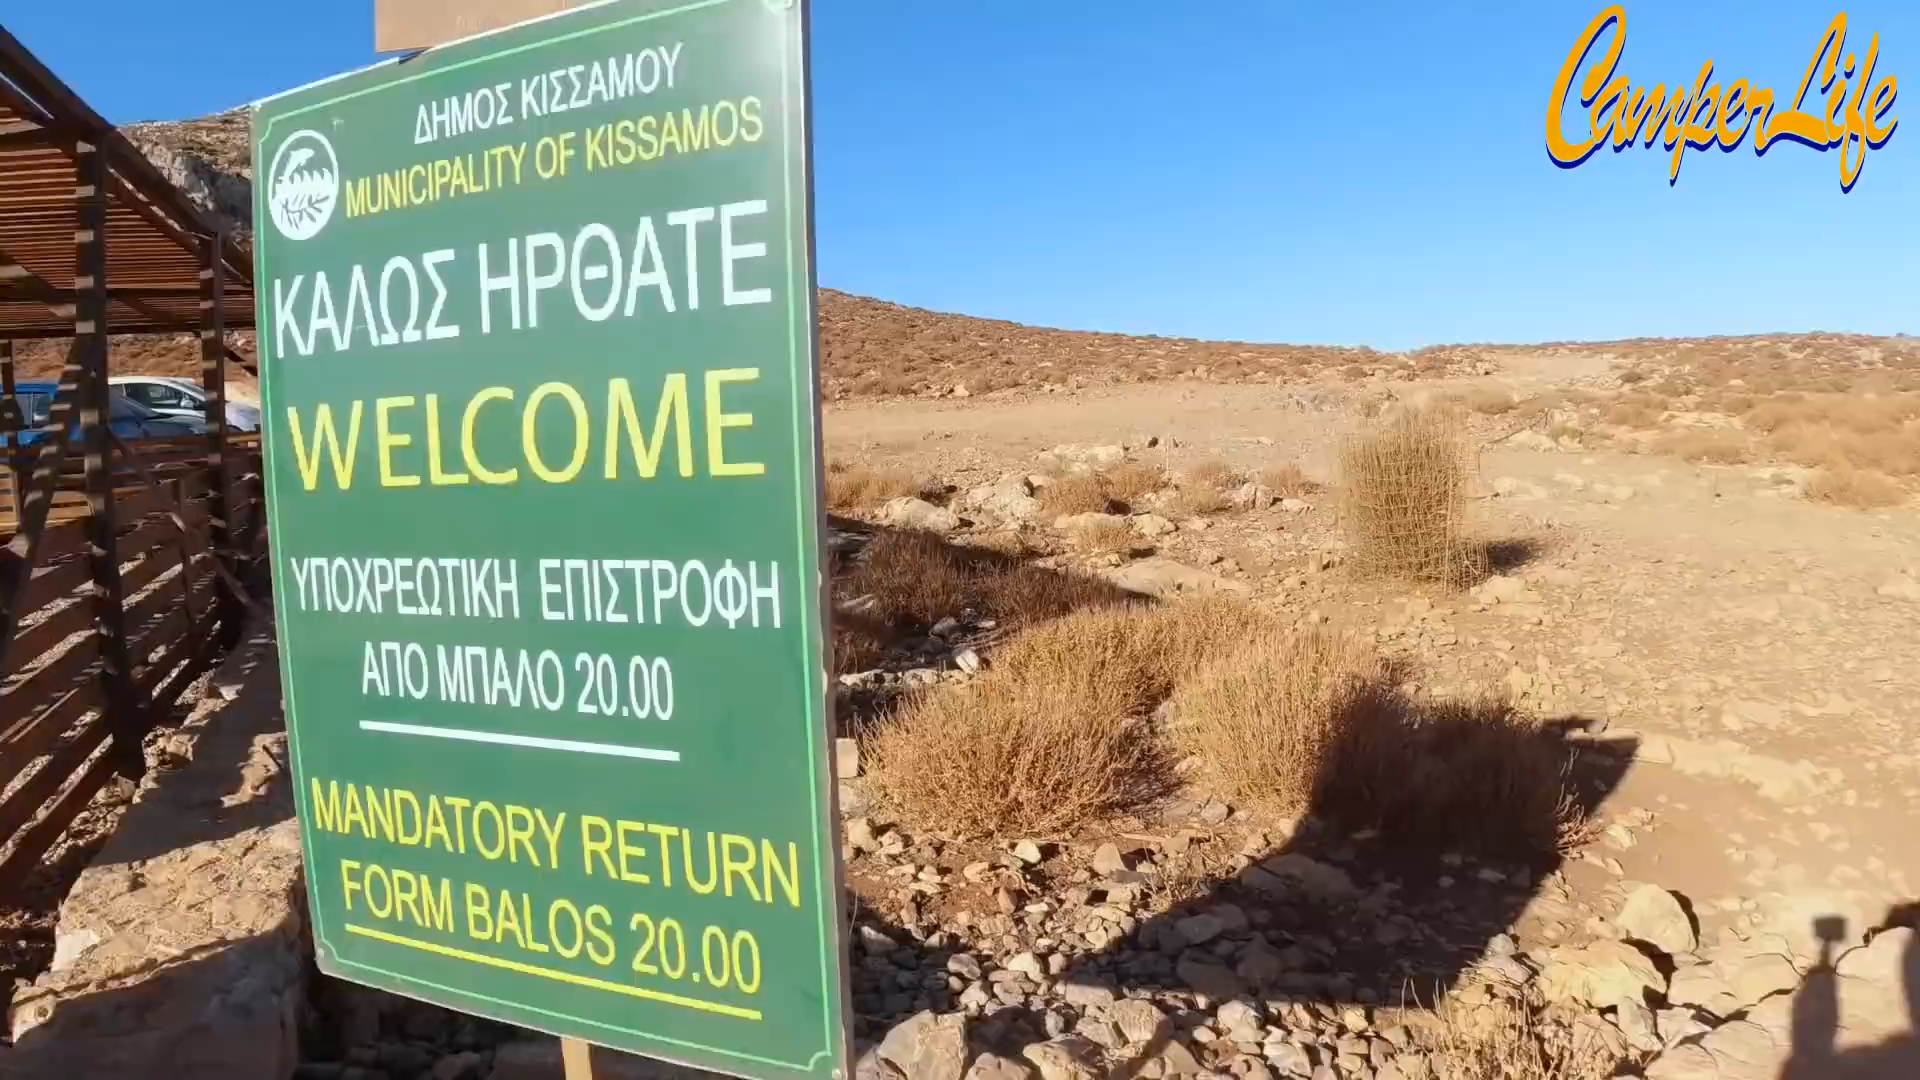 ΔΗΜΟΣ ΚΙΣΣΑΜΟΥ
MUNICIPALITY OF KISSAMOS
ΚΑΛΩΣ ΗΡΘΑΤΕ
WELCOME
ΥΠΟΧΡΕΩΤΙΚΗ ΕΠΙΣΤΡΟΦΗ
ΑΠΟ ΜΠΑΛΟ 20.00
MANDATORY RETURN
FORM BALOS 20.00
CamperLife